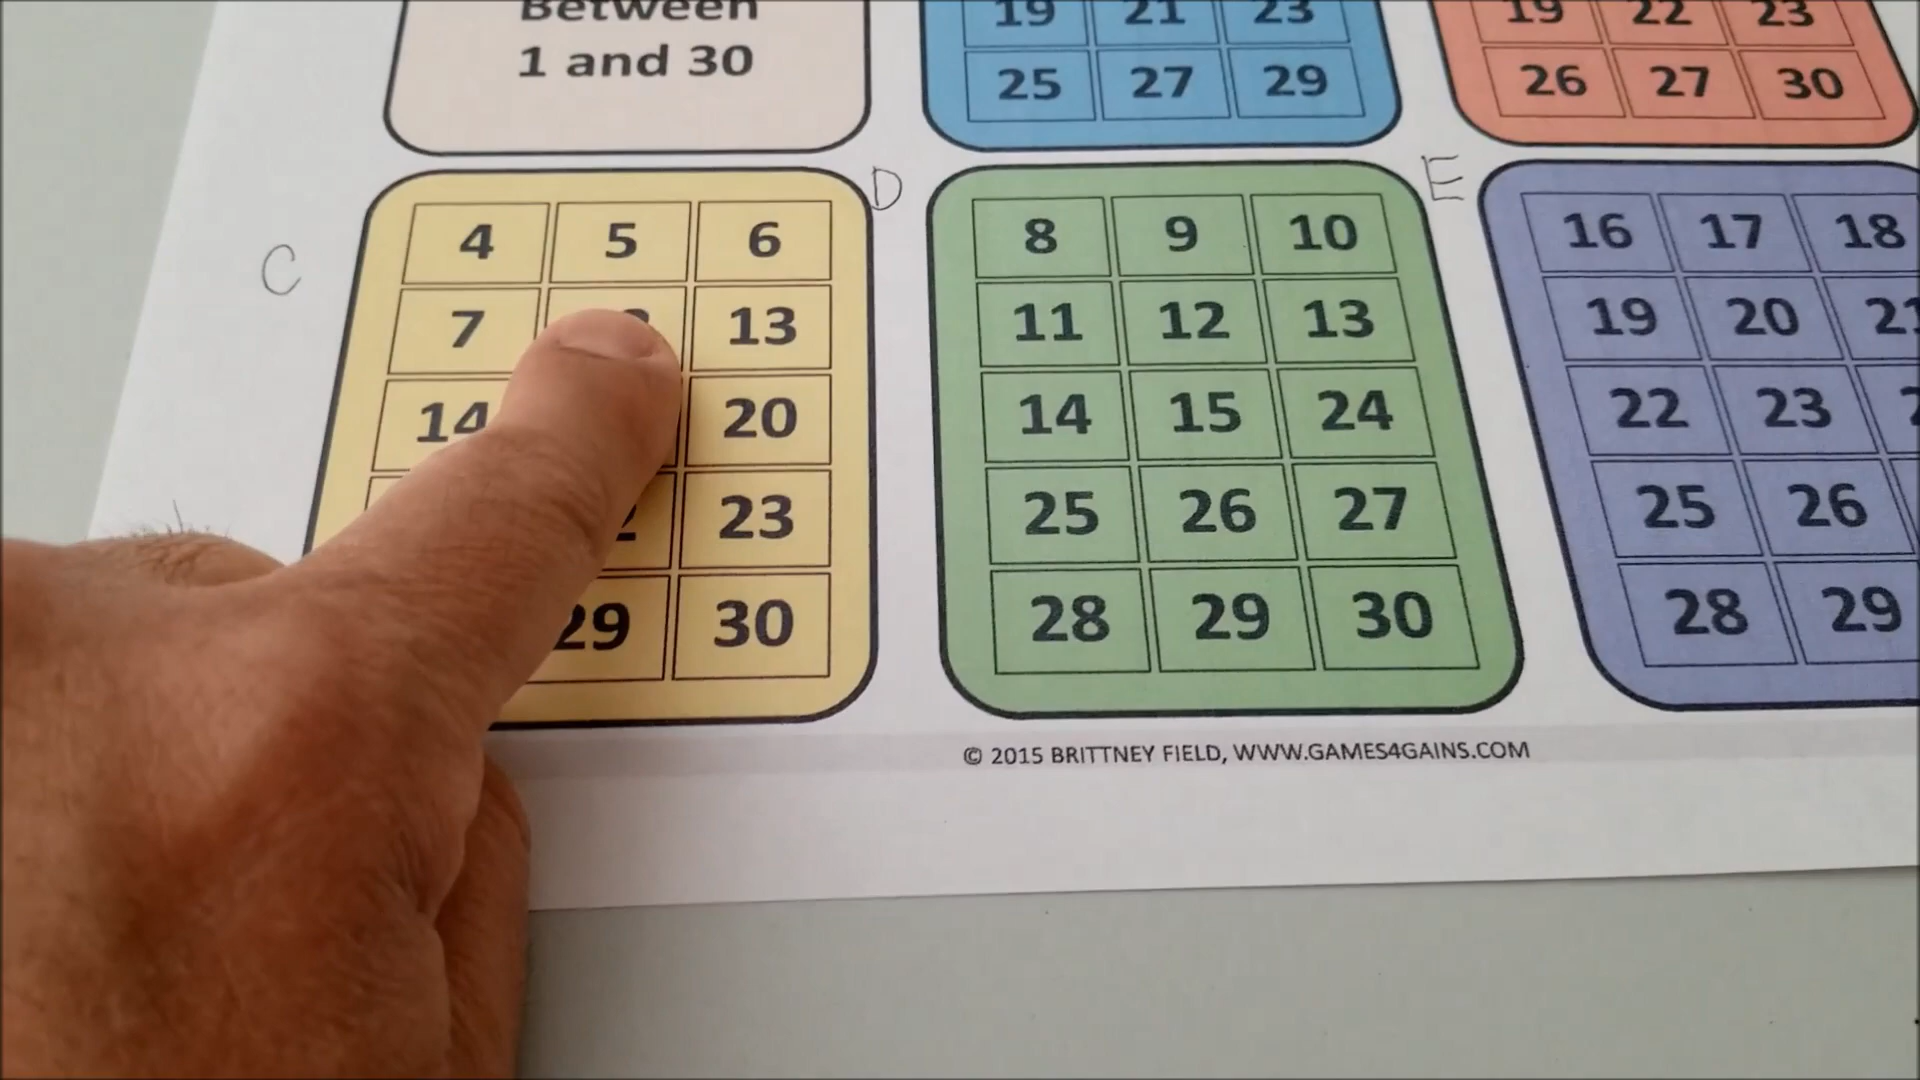 Between
1 and 30
19 21 23
25 27 29
19 22 23
26 27 30
C
4 5 6
7 13
14 20
23
29 30
D
8 9 10
11 12 13
14 15 24
25 26 27
28 29 30
E
16 17 18
19 20 21
22 23
25 26
28 29
© 2015 BRITTNEY FIELD, WWW.GAMES4GAINS.COM